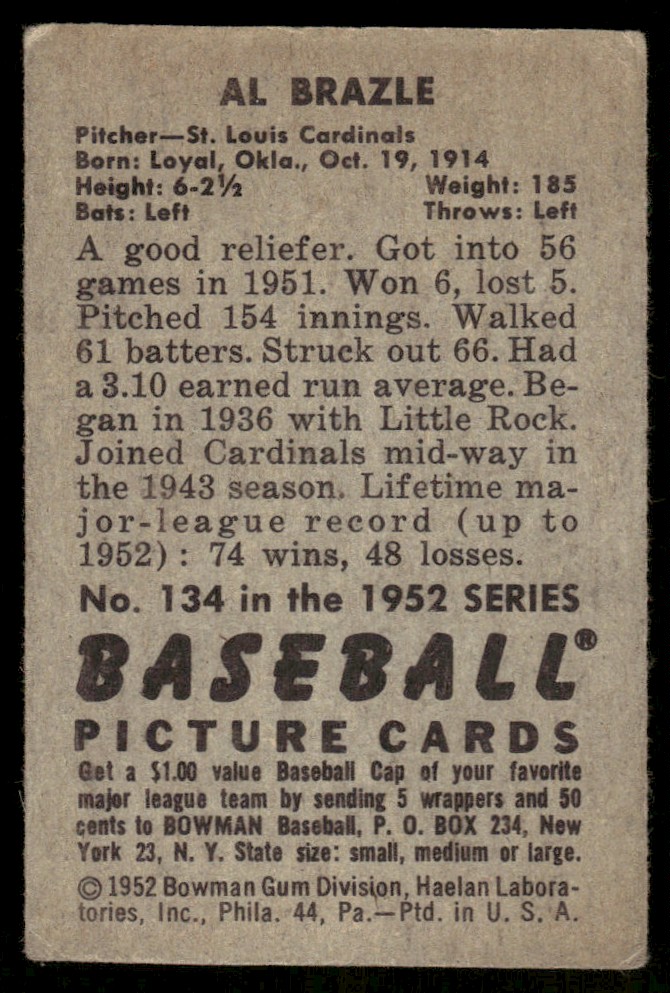 AL BRAZLE
Pitcher—St. Louis Cardinals
Born: Loyal, Okla., Oct. 19, 1914
Height: 6-2½ Weight: 185
Bats: Left Throws: Left
A good reliefer. Got into 56
games in 1951. Won 6, lost 5.
Pitched 154 innings. Walked
61 batters. Struck out 66. Had
a 3.10 earned run average. Be-
gan in 1936 with Little Rock.
Joined Cardinals mid-way in
the 1943 season. Lifetime ma-
jor-league record (up to
1952): 74 wins, 48 losses.
No. 134 in the 1952 SERIES
BASEBALL®
PICTURE CARDS
Get a $1.00 value Baseball Cap of your favorite
major league team by sending 5 wrappers and 50
cents to BOWMAN Baseball, P. O. BOX 234, New
York 23, N. Y. State size: small, medium or large.
© 1952 Bowman Gum Division, Haelan Labora-
tories, Inc., Phila. 44, Pa.—Ptd. in U. S. A.